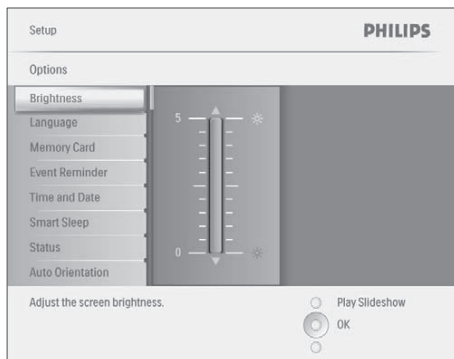 Setup
PHILIPS
Options
Brightness
Language
Memory Card
Event Reminder
Time and Date
Smart Sleep
Status
Auto Orientation
5
0
Adjust the screen brightness.
Play Slideshow
OK